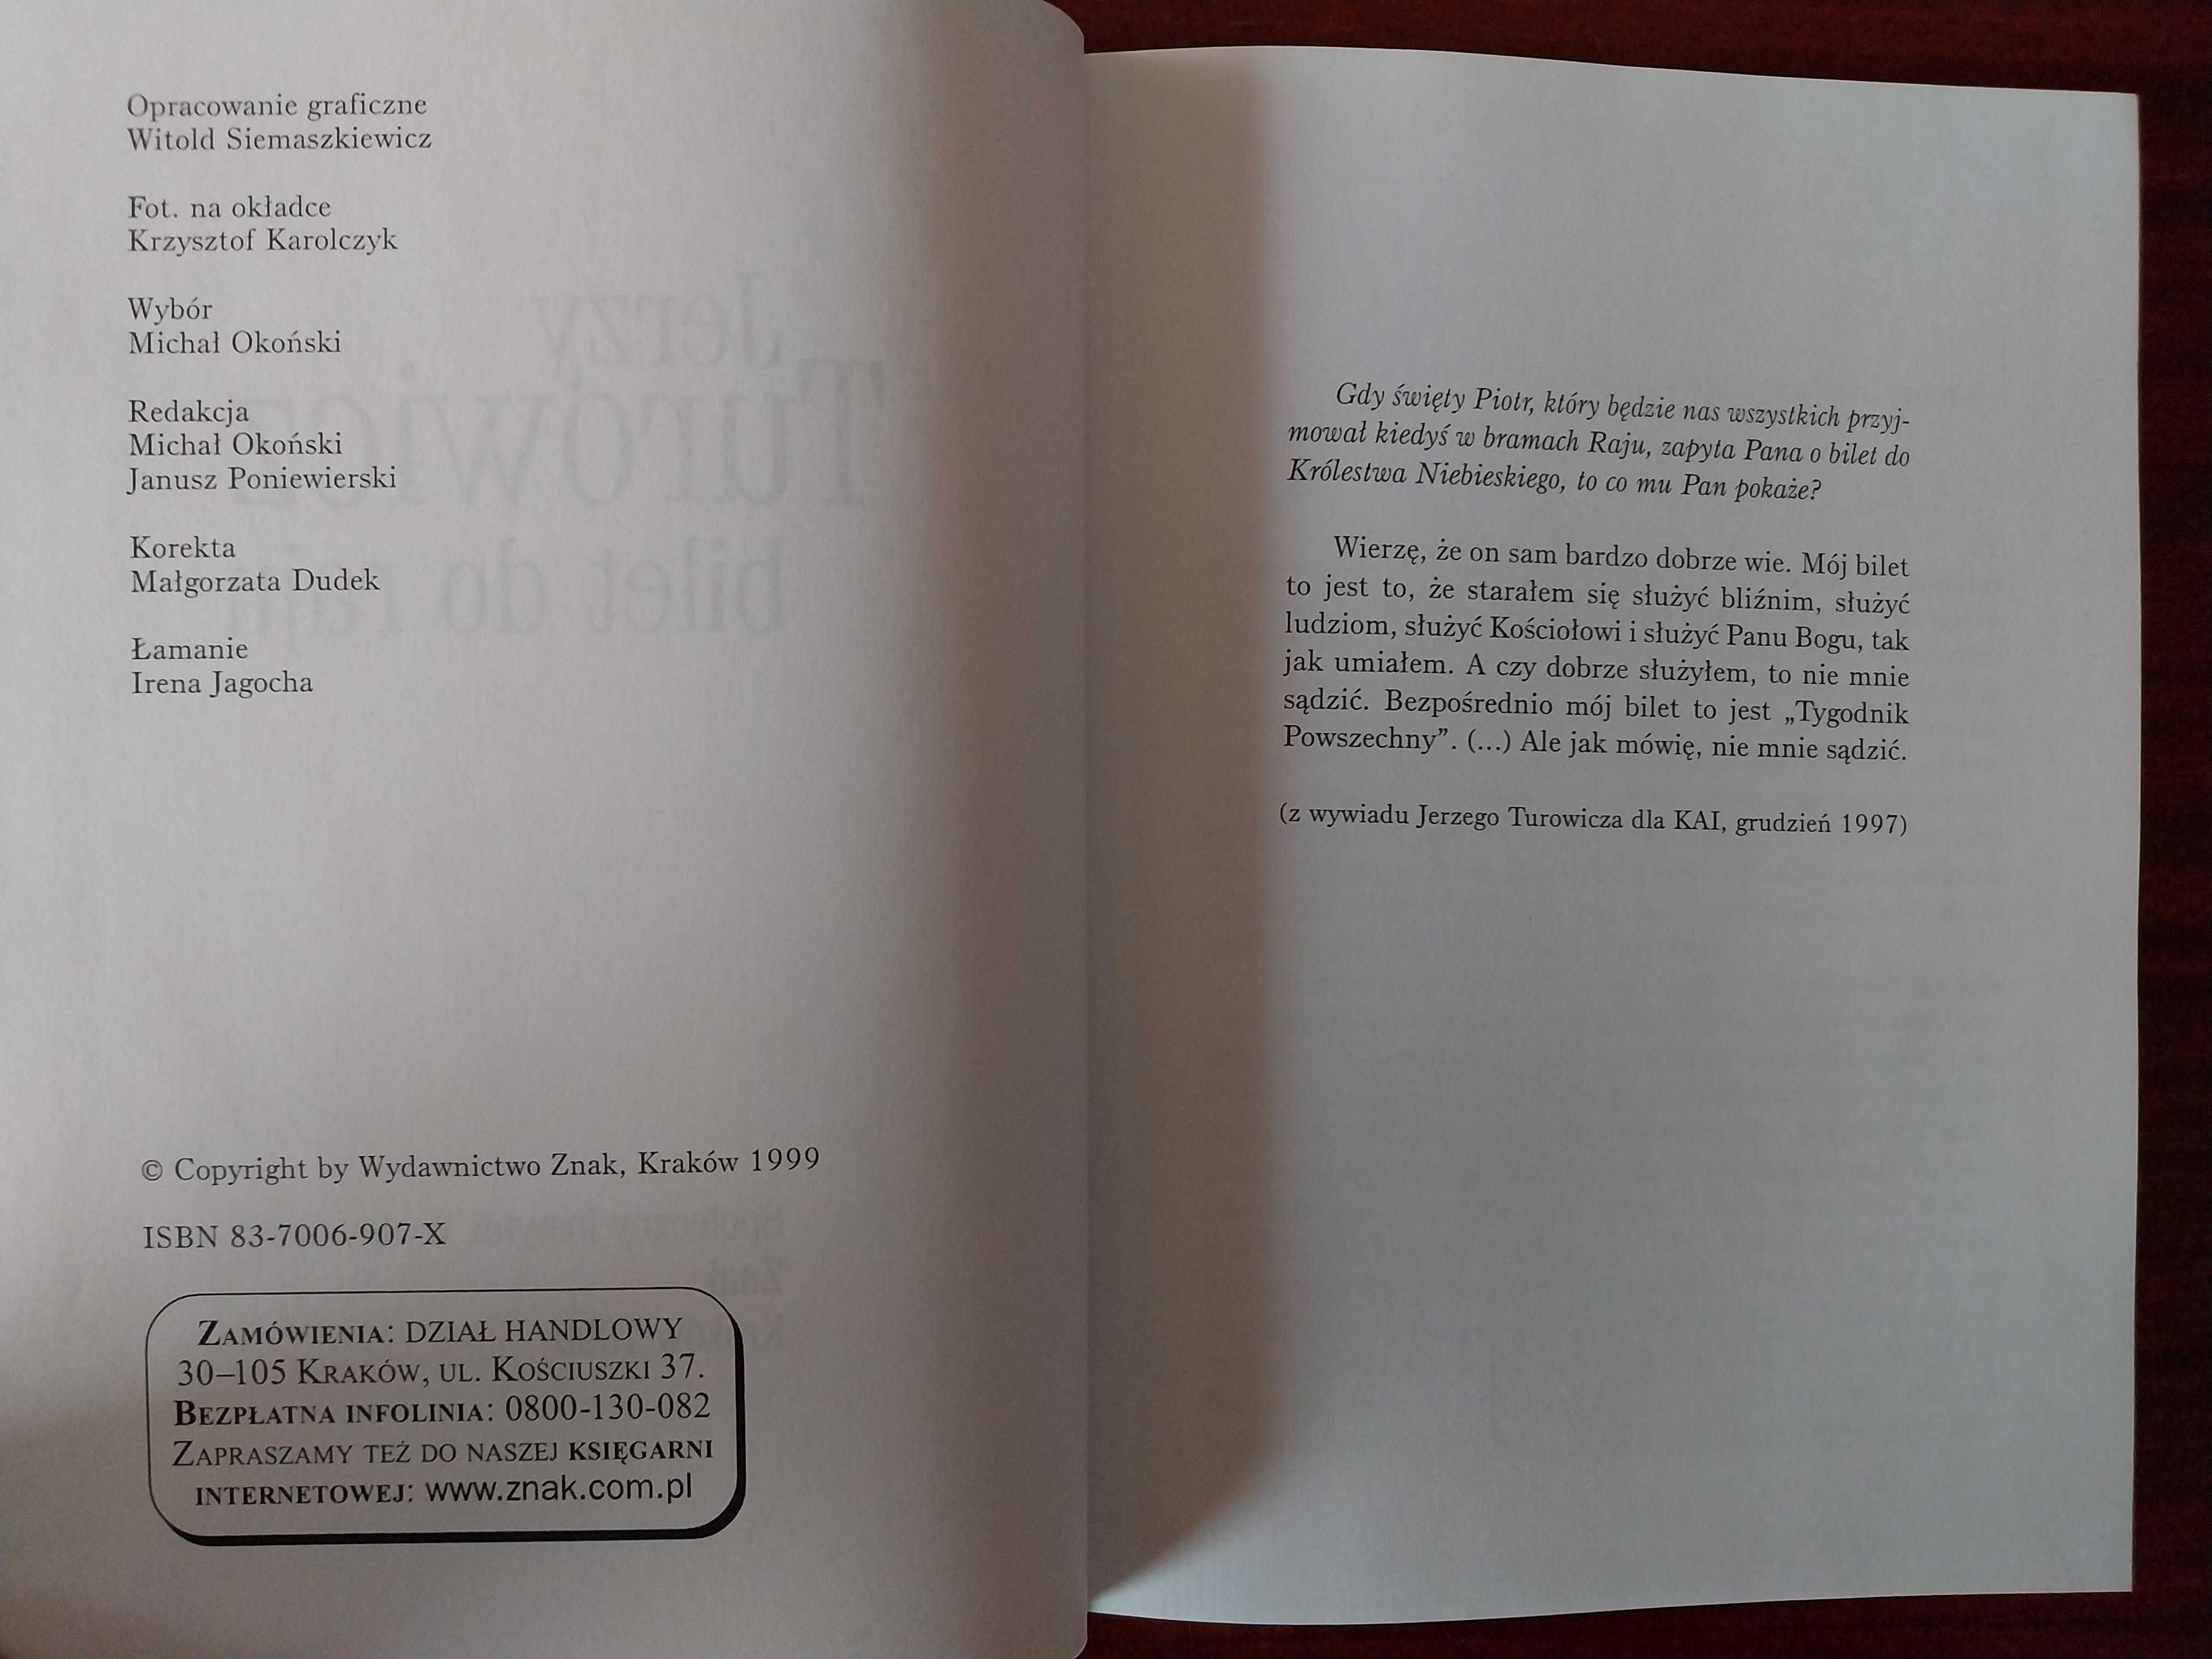 Opracowanie graficzne
Witold Siemaszkiewicz
Fot. na okładce
Krzysztof Karolczyk
Wybór
Michał Okoński
Redakcja
Michał Okoński
Janusz Poniewierski
Korekta
Małgorzata Dudek
Łamanie
Irena Jagocha
© Copyright by Wydawnictwo Znak, Kraków 1999
ISBN 83-7006-907-X
ZAMÓWIENIA: DZIAŁ HANDLOWY
30–105 KRAKÓW, UL. KOŚCIUSZKI 37.
BEZPŁATNA INFOLINIA: 0800-130-082
ZAPRASZAMY TEŻ DO NASZEJ KSIĘGARNI
INTERNETOWEJ: www.znak.com.pl
Gdy święty Piotr, który będzie nas wszystkich przyj-
mował kiedyś w bramach Raju, zapyta Pana o bilet do
Królestwa Niebieskiego, to co mu Pan pokaże?
Wierzę, że on sam bardzo dobrze wie. Mój bilet
to jest to, że starałem się służyć bliźnim, służyć
ludziom, służyć Kościołowi i służyć Panu Bogu, tak
jak umiałem. A czy dobrze służyłem, to nie mnie
sądzić. Bezpośrednio mój bilet to jest „Tygodnik
Powszechny”. (...) Ale jak mówię, nie mnie sądzić.
(z wywiadu Jerzego Turowicza dla KAI, grudzień 1997)